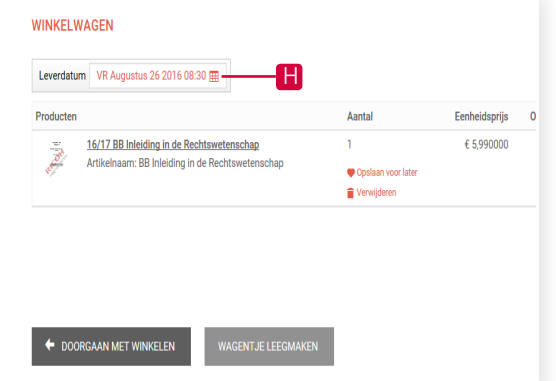 WINKELWAGEN
Leverdatum VR Augustus 26 2016 08:30 H
Producten Aantal Eenheidsprijs O
16/17 BB Inleiding in de Rechtswetenschap 1 € 5,990000
Artikelnaam: BB Inleiding in de Rechtswetenschap
Opslaan voor later
Verwijderen
DOORGAAN MET WINKELEN WAGENTJE LEEGMAKEN